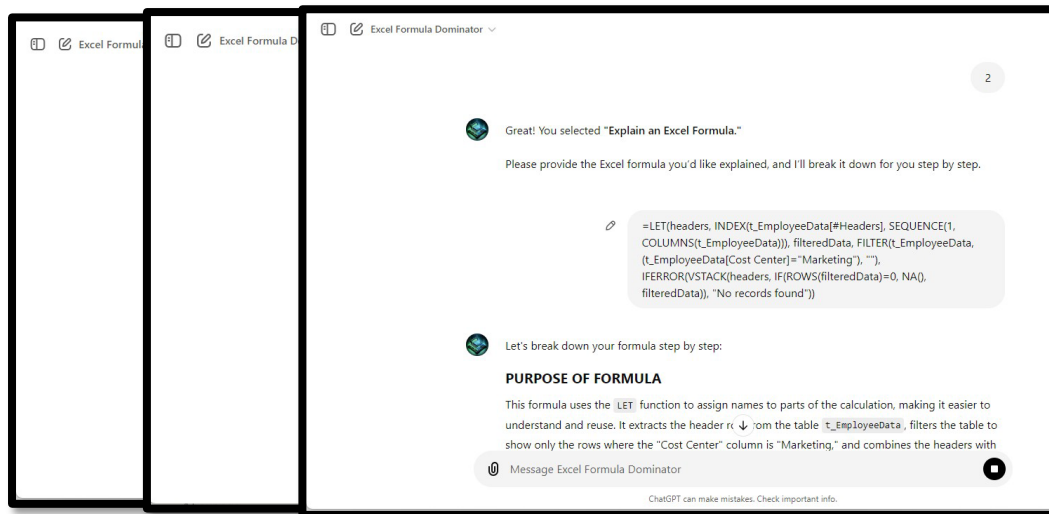 Excel Formul
Excel Formula D
Excel Formula Dominator
2
Great! You selected "Explain an Excel Formula."
Please provide the Excel formula you'd like explained, and I'll break it down for you step by step.
=LET(headers, INDEX(t_EmployeeData[#Headers], SEQUENCE(1,
COLUMNS(t_EmployeeData))), filteredData, FILTER(t_EmployeeData,
(t_EmployeeData[Cost Center]="Marketing"), ""),
IFERROR(VSTACK(headers, IF(ROWS(filteredData)=0, NA(),
filteredData)), "No records found"))
Let's break down your formula step by step:
PURPOSE OF FORMULA
This formula uses the LET function to assign names to parts of the calculation, making it easier to
understand and reuse. It extracts the header from the table t_EmployeeData, filters the table to
show only the rows where the "Cost Center" column is "Marketing," and combines the headers with
Message Excel Formula Dominator
ChatGPT can make mistakes. Check important info.